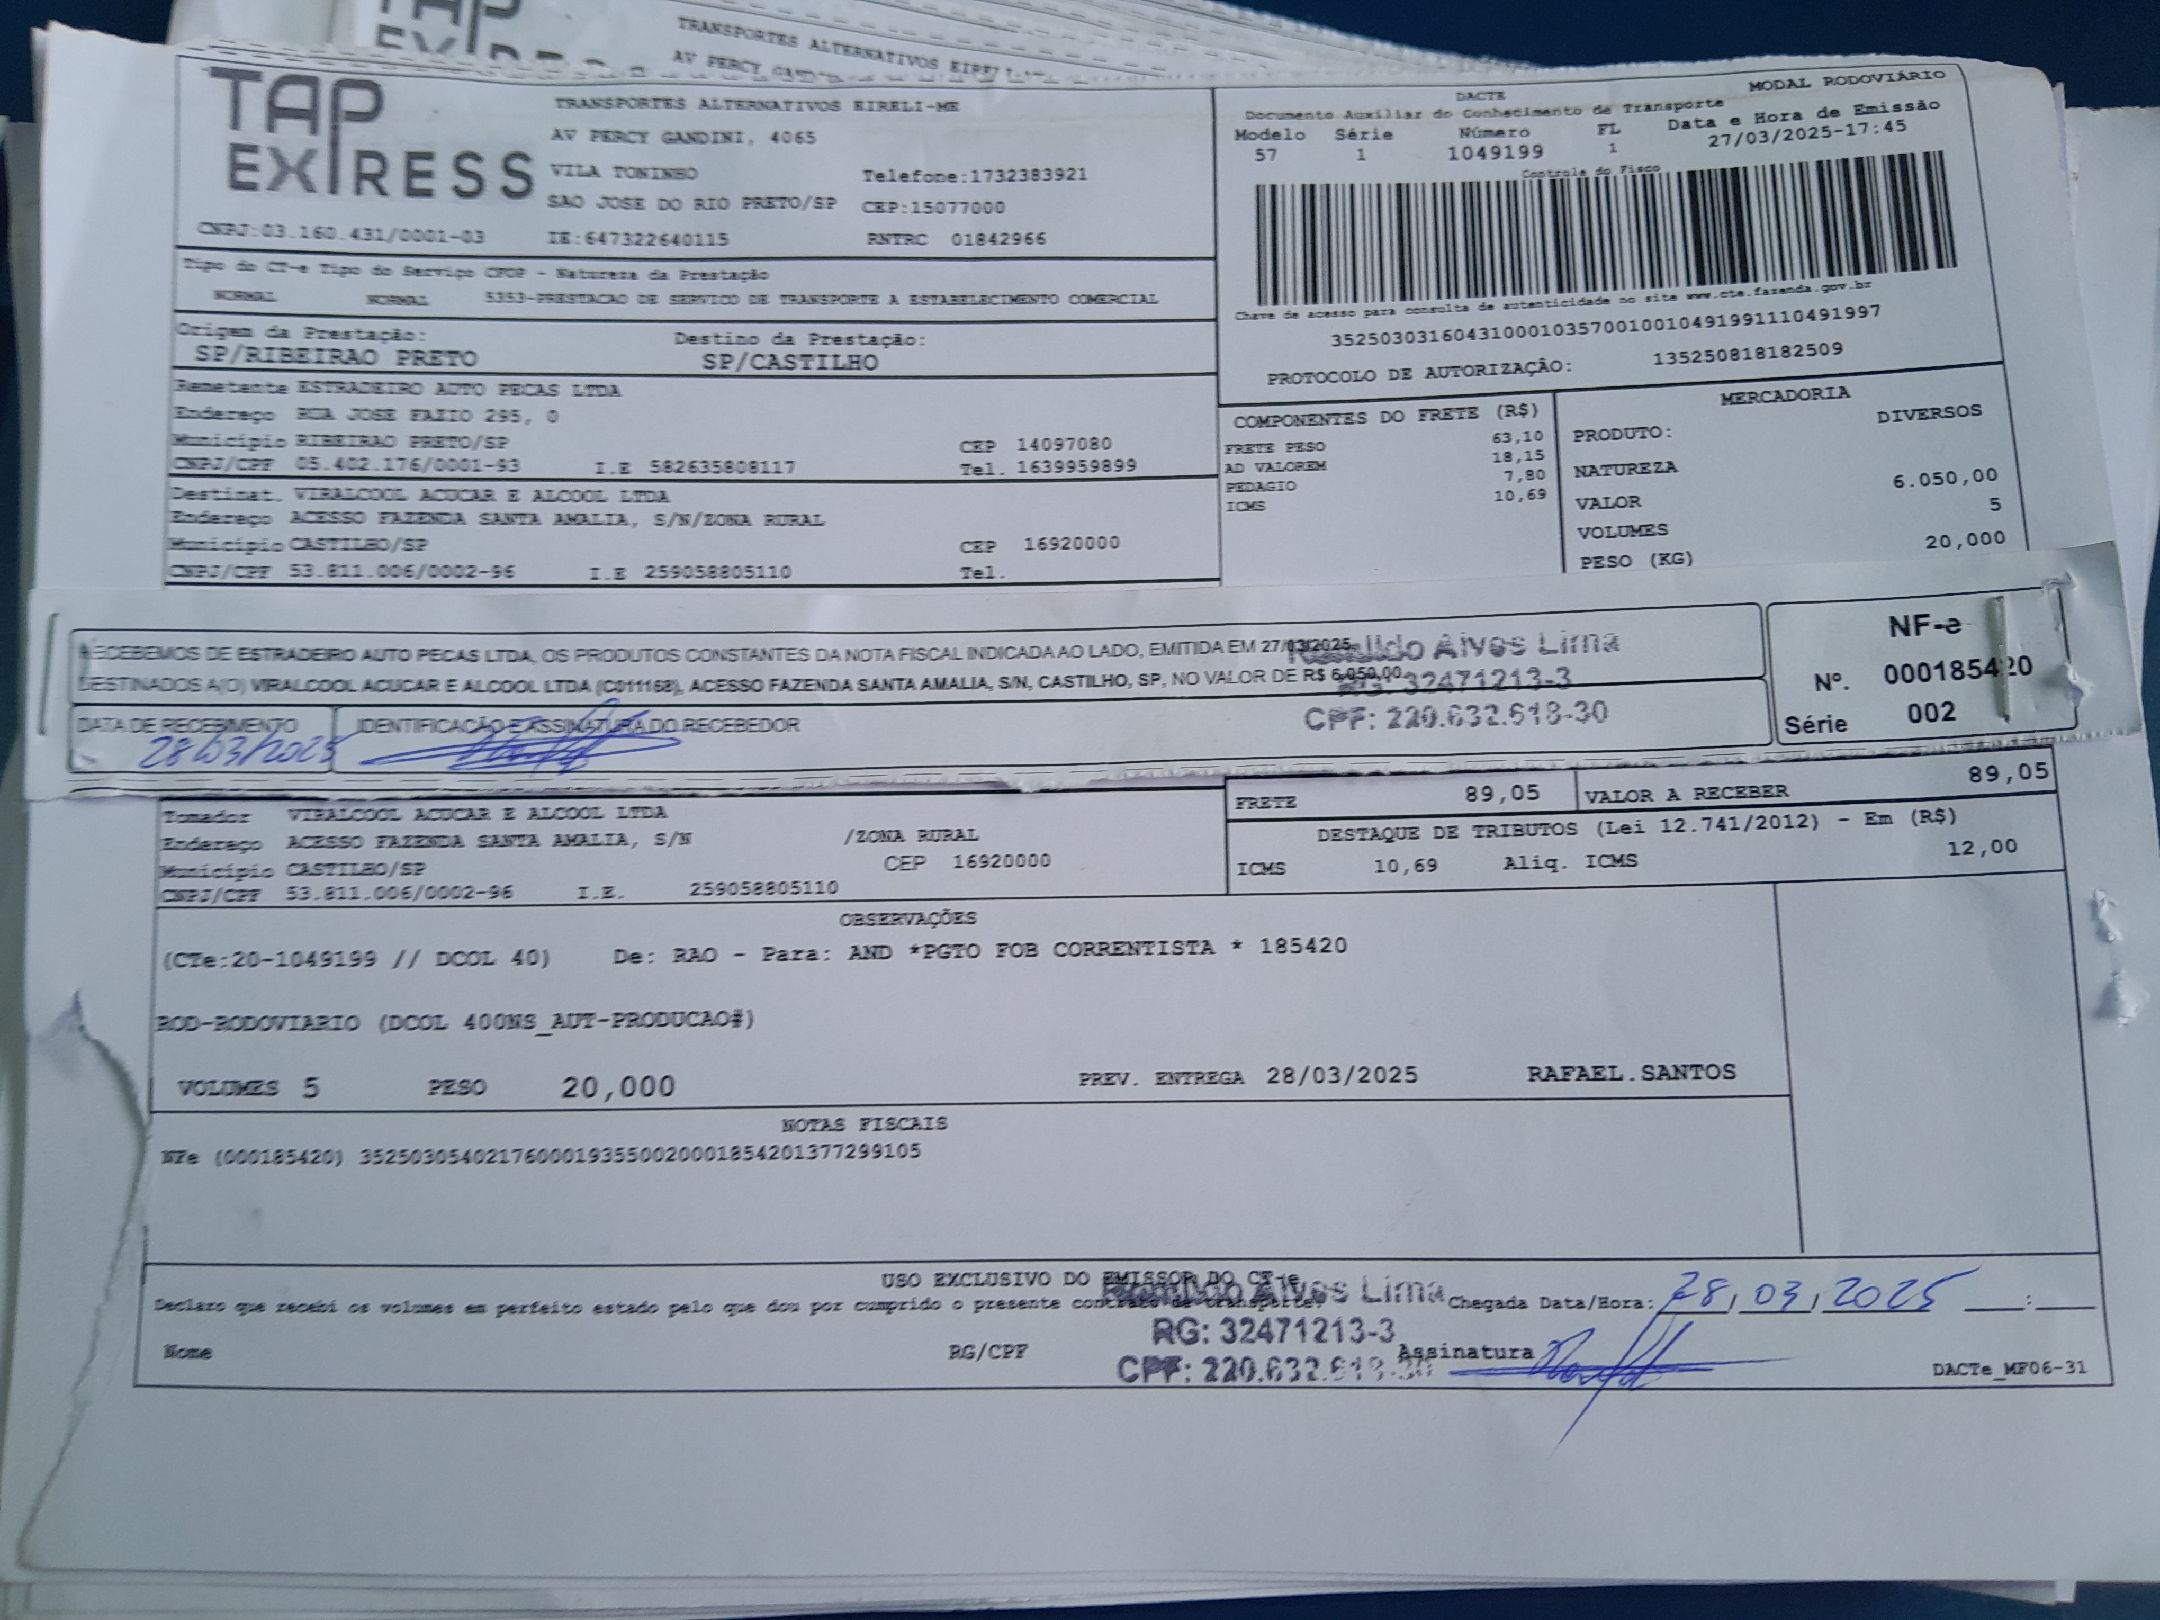 TRANSPORTES ALTERNATIVOS EIRELI
AV PERCY GANDINI
TAP EXPRESS
TRANSPORTES ALTERNATIVOS EIRELI-ME
AV PERCY GANDINI, 4065
VILA TONINHO Telefone:1732383921
SAO JOSE DO RIO PRETO/SP CEP:15077000
CNPJ:03.160.431/0001-03 IE:647322640115 RNTRC 01842966
MODAL RODOVIÁRIO
DACTE
Documento Auxiliar do Conhecimento de Transporte
Modelo Série Número FL Data e Hora de Emissão
57 1 1049199 1 27/03/2025-17:45
Controle do Fisco
Chave de acesso para consulta de autenticidade no site www.cte.fazenda.gov.br
35250303160431000103570010010491991110491997
PROTOCOLO DE AUTORIZAÇÃO: 135250818182509
Tipo do CT-e Tipo do Serviço CFOP - Natureza da Prestação
NORMAL NORMAL 5353-PRESTACAO DE SERVICO DE TRANSPORTE A ESTABELECIMENTO COMERCIAL
Origem da Prestação: Destino da Prestação:
SP/RIBEIRAO PRETO SP/CASTILHO
Remetente ESTRADEIRO AUTO PECAS LTDA
Endereço RUA JOSE FAZIO 295, 0
Município RIBEIRAO PRETO/SP CEP 14097080
CNPJ/CPF 05.402.176/0001-93 I.E 582635808117 Tel. 1639959899
Destinat. VIRALCOOL ACUCAR E ALCOOL LTDA
Endereço ACESSO FAZENDA SANTA AMALIA, S/N/ZONA RURAL
Município CASTILHO/SP CEP 16920000
CNPJ/CPF 53.811.006/0002-96 I.E 259058805110 Tel.
COMPONENTES DO FRETE (R$)
FRETE PESO 63,10
AD VALOREM 18,15
PEDAGIO 7,80
ICMS 10,69
MERCADORIA
PRODUTO: DIVERSOS
NATUREZA
VALOR 6.050,00
VOLUMES 5
PESO (KG) 20,000
RECEBEMOS DE ESTRADEIRO AUTO PECAS LTDA, OS PRODUTOS CONSTANTES DA NOTA FISCAL INDICADA AO LADO, EMITIDA EM 27/03/2025
DESTINADOS A(O) VIRALCOOL ACUCAR E ALCOOL LTDA (C011168), ACESSO FAZENDA SANTA AMALIA, S/N, CASTILHO, SP, NO VALOR DE R$ 6.050,00
Alves Lima
RG: 32471213-3
CPF: 220.632.618-30
DATA DE RECEBIMENTO IDENTIFICAÇÃO E ASSINATURA DO RECEBEDOR
28/03/2025
NF-e
Nº. 000185420
Série 002
Tomador VIRALCOOL ACUCAR E ALCOOL LTDA
Endereço ACESSO FAZENDA SANTA AMALIA, S/N /ZONA RURAL
Município CASTILHO/SP CEP 16920000
CNPJ/CPF 53.811.006/0002-96 I.E. 259058805110
FRETE 89,05 VALOR A RECEBER 89,05
DESTAQUE DE TRIBUTOS (Lei 12.741/2012) - Em (R$)
ICMS 10,69 Aliq. ICMS 12,00
OBSERVAÇÕES
(CTe:20-1049199 // DCOL 40) De: RAO - Para: AND *PGTO FOB CORRENTISTA * 185420
ROD-RODOVIARIO (DCOL 400NS_AUT-PRODUCAO#)
VOLUMES 5 PESO 20,000 PREV. ENTREGA 28/03/2025 RAFAEL.SANTOS
NOTAS FISCAIS
NFe (000185420) 35250305402176000193550020001854201377299105
USO EXCLUSIVO DO EMISSOR DO CT-e
Declaro que recebi os volumes em perfeito estado pelo que dou por cumprido o presente contrato de transporte. Chegada Data/Hora: 28/03/2025 __:__
Alves Lima
RG: 32471213-3
CPF: 220.632.618-30
Nome RG/CPF Assinatura
DACTe_MF06-31